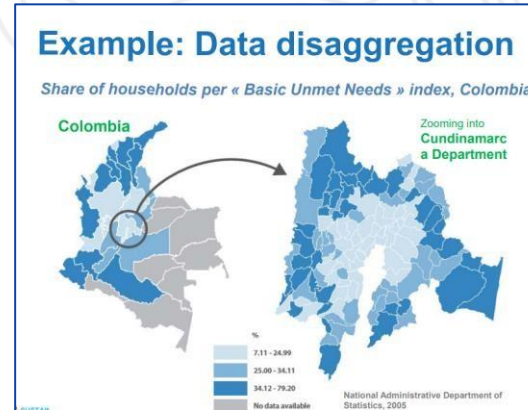 Example: Data disaggregation
Share of households per « Basic Unmet Needs » index, Colombia
Colombia
Zooming into
Cundinamarc
a Department
%
7.11 - 24.99
25.00 - 34.11
34.12 - 79.20
No data available
National Administrative Department of
Statistics, 2005